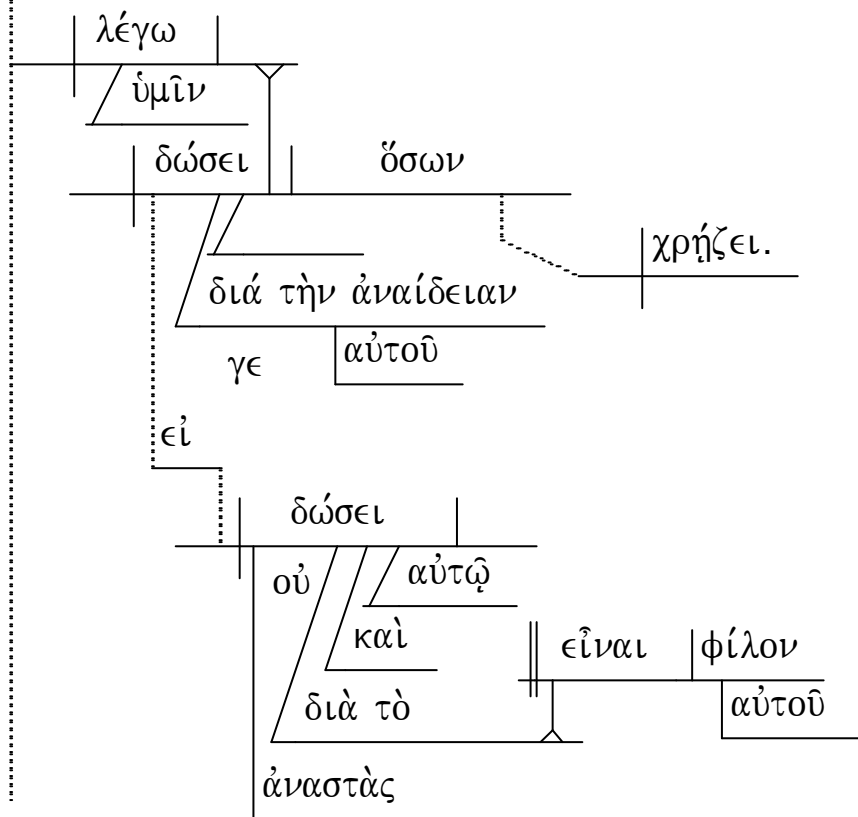 λέγω
ὑμῖν
δώσει ὅσων
χρῄζει.
διά τὴν ἀναίδειαν
γε αὐτοῦ
εἰ
δώσει
οὐ αὐτῷ
καὶ εἶναι φίλον
διὰ τὸ αὐτοῦ
ἀναστὰς